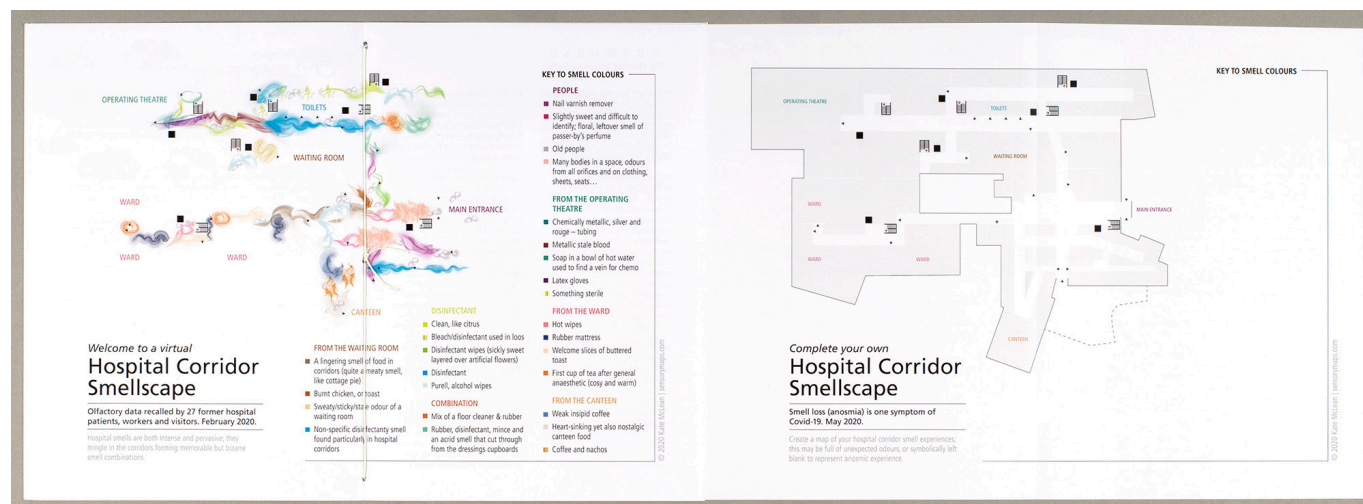 OPERATING THEATRE
TOILETS
WAITING ROOM
WARD
MAIN ENTRANCE
WARD
WARD
CANTEEN
Welcome to a virtual
Hospital Corridor
Smellscape
Olfactory data recalled by 27 former hospital
patients, workers and visitors. February 2020.
Hospital smells are both intense and pervasive; they
mingle in the corridors forming memorable but bizarre
smell combinations.
FROM THE WAITING ROOM
A lingering smell of food in
corridors (quite a meaty smell,
like cottage pie)
Burnt chicken, or toast
Sweaty/sticky/stale odour of a
waiting room
Non-specific disinfectanty smell
found particularly in hospital
corridors
DISINFECTANT
Clean, like citrus
Bleach/disinfectant used in loos
Disinfectant wipes (sickly sweet
layered over artificial flowers)
Disinfectant
Purell, alcohol wipes
COMBINATION
Mix of a floor cleaner & rubber
Rubber, disinfectant, mince and
an acrid smell that cut through
from the dressings cupboards
KEY TO SMELL COLOURS
PEOPLE
Nail varnish remover
Slightly sweet and difficult to
identify; floral, leftover smell of
passer-by's perfume
Old people
Many bodies in a space, odours
from all orifices and on clothing,
sheets, seats…
FROM THE OPERATING
THEATRE
Chemically metallic, silver and
rouge – tubing
Metallic stale blood
Soap in a bowl of hot water
used to find a vein for chemo
Latex gloves
Something sterile
FROM THE WARD
Hot wipes
Rubber mattress
Welcome slices of buttered
toast
First cup of tea after general
anaesthetic (cosy and warm)
FROM THE CANTEEN
Weak insipid coffee
Heart-sinking yet also nostalgic
canteen food
Coffee and nachos
© 2020 Kate McLean | sensorymaps.com
KEY TO SMELL COLOURS
OPERATING THEATRE
TOILETS
WAITING ROOM
WARD
MAIN ENTRANCE
WARD
WARD
CANTEEN
Complete your own
Hospital Corridor
Smellscape
Smell loss (anosmia) is one symptom of
Covid-19. May 2020.
Create a map of your hospital corridor smell experiences;
this may be full of unexpected odours, or symbolically left
blank to represent anosmic experience.
© 2020 Kate McLean | sensorymaps.com